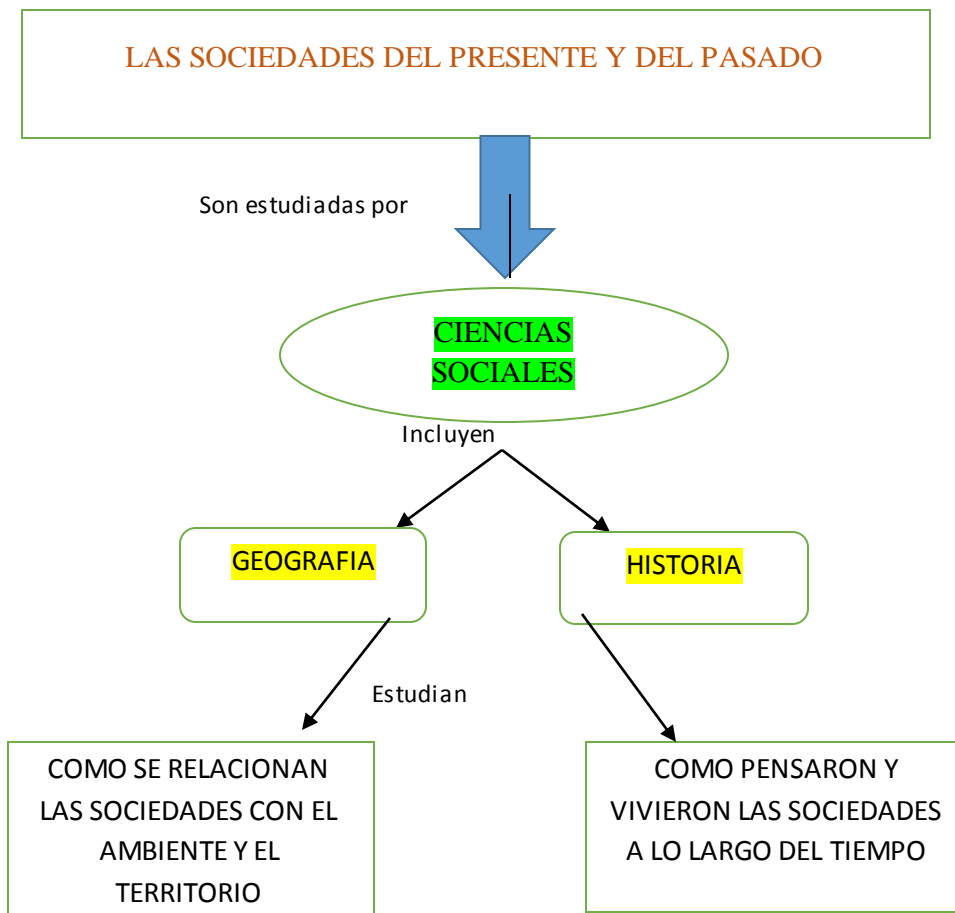 LAS SOCIEDADES DEL PRESENTE Y DEL PASADO
Son estudiadas por
CIENCIAS
SOCIALES
Incluyen
GEOGRAFIA
HISTORIA
Estudian
COMO SE RELACIONAN
LAS SOCIEDADES CON EL
AMBIENTE Y EL
TERRITORIO
COMO PENSARON Y
VIVIERON LAS SOCIEDADES
A LO LARGO DEL TIEMPO